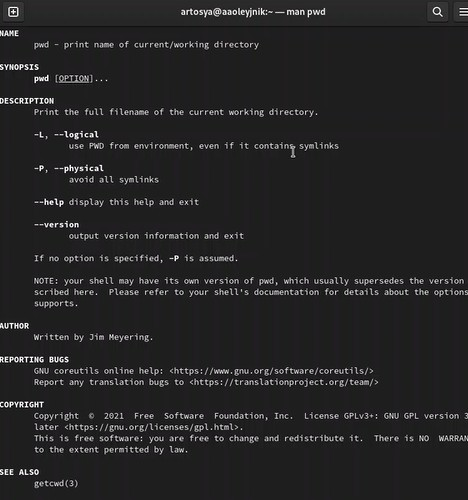 artosya@aaoleyjnik:~ — man pwd
NAME
pwd - print name of current/working directory
SYNOPSIS
pwd [OPTION]...
DESCRIPTION
Print the full filename of the current working directory.
-L, --logical
use PWD from environment, even if it contains symlinks
-P, --physical
avoid all symlinks
--help display this help and exit
--version
output version information and exit
If no option is specified, -P is assumed.
NOTE: your shell may have its own version of pwd, which usually supersedes the version
scribed here. Please refer to your shell's documentation for details about the options
supports.
AUTHOR
Written by Jim Meyering.
REPORTING BUGS
GNU coreutils online help: <https://www.gnu.org/software/coreutils/>
Report any translation bugs to <https://translationproject.org/team/>
COPYRIGHT
Copyright © 2021 Free Software Foundation, Inc. License GPLv3+: GNU GPL version 3
later <https://gnu.org/licenses/gpl.html>.
This is free software: you are free to change and redistribute it. There is NO WARRAN
to the extent permitted by law.
SEE ALSO
getcwd(3)